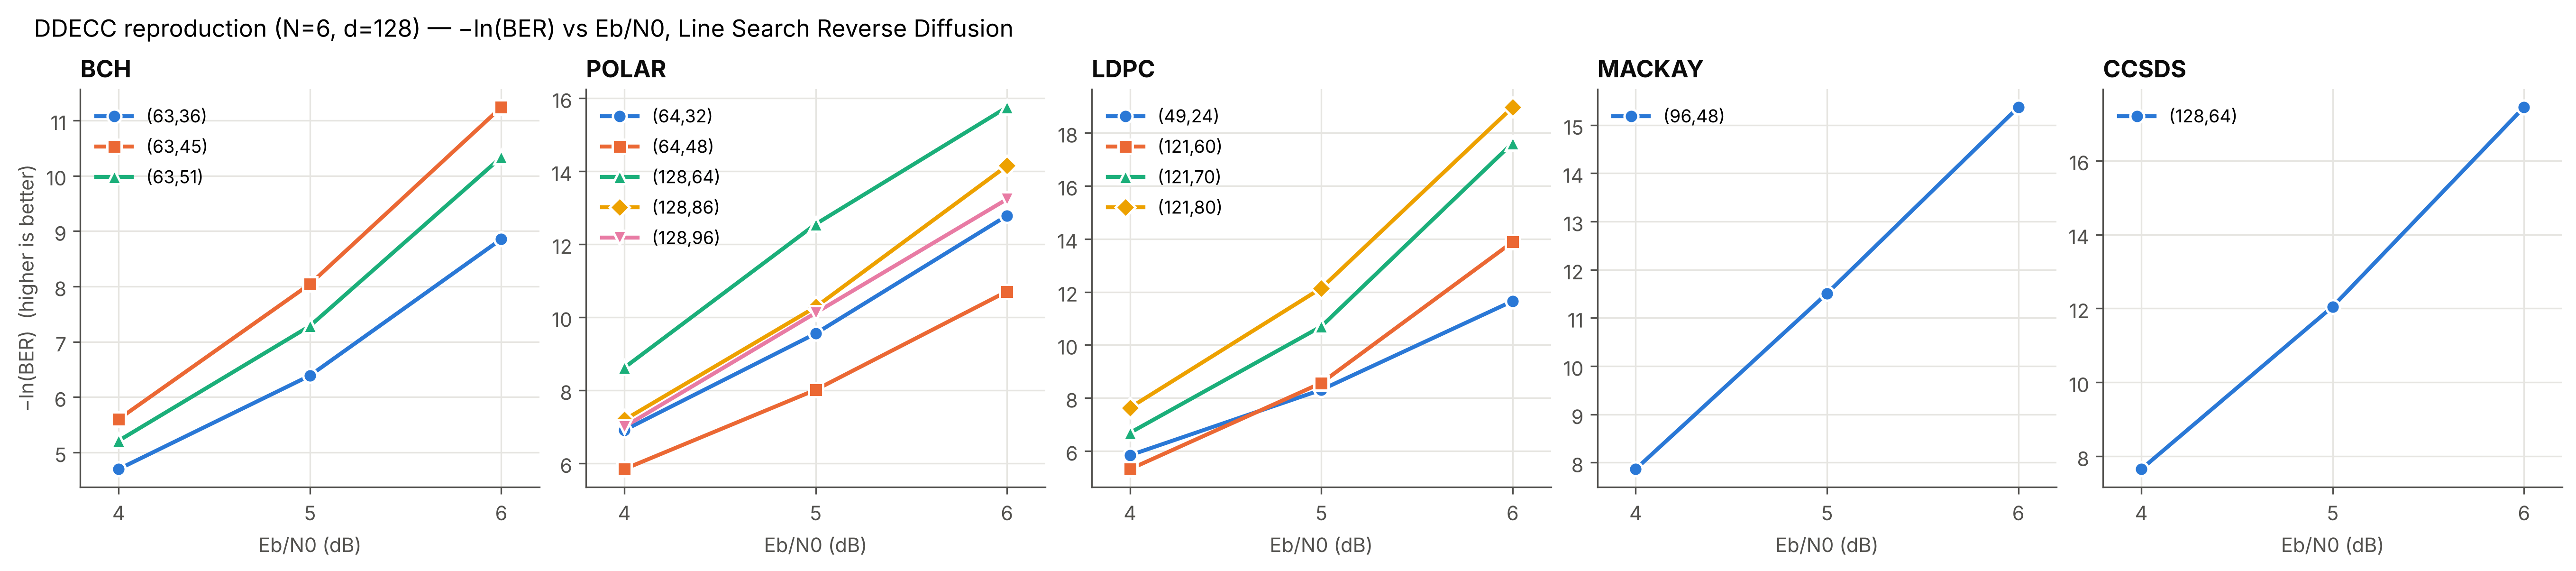 DDECC reproduction (N=6, d=128) — −ln(BER) vs Eb/N0, Line Search Reverse Diffusion
BCH
−ln(BER) (higher is better)
11
10
9
8
7
6
5
(63,36)
(63,45)
(63,51)
4 5 6
Eb/N0 (dB)
POLAR
16
14
12
10
8
6
(64,32)
(64,48)
(128,64)
(128,86)
(128,96)
4 5 6
Eb/N0 (dB)
LDPC
18
16
14
12
10
8
6
(49,24)
(121,60)
(121,70)
(121,80)
4 5 6
Eb/N0 (dB)
MACKAY
15
14
13
12
11
10
9
8
(96,48)
4 5 6
Eb/N0 (dB)
CCSDS
16
14
12
10
8
(128,64)
4 5 6
Eb/N0 (dB)